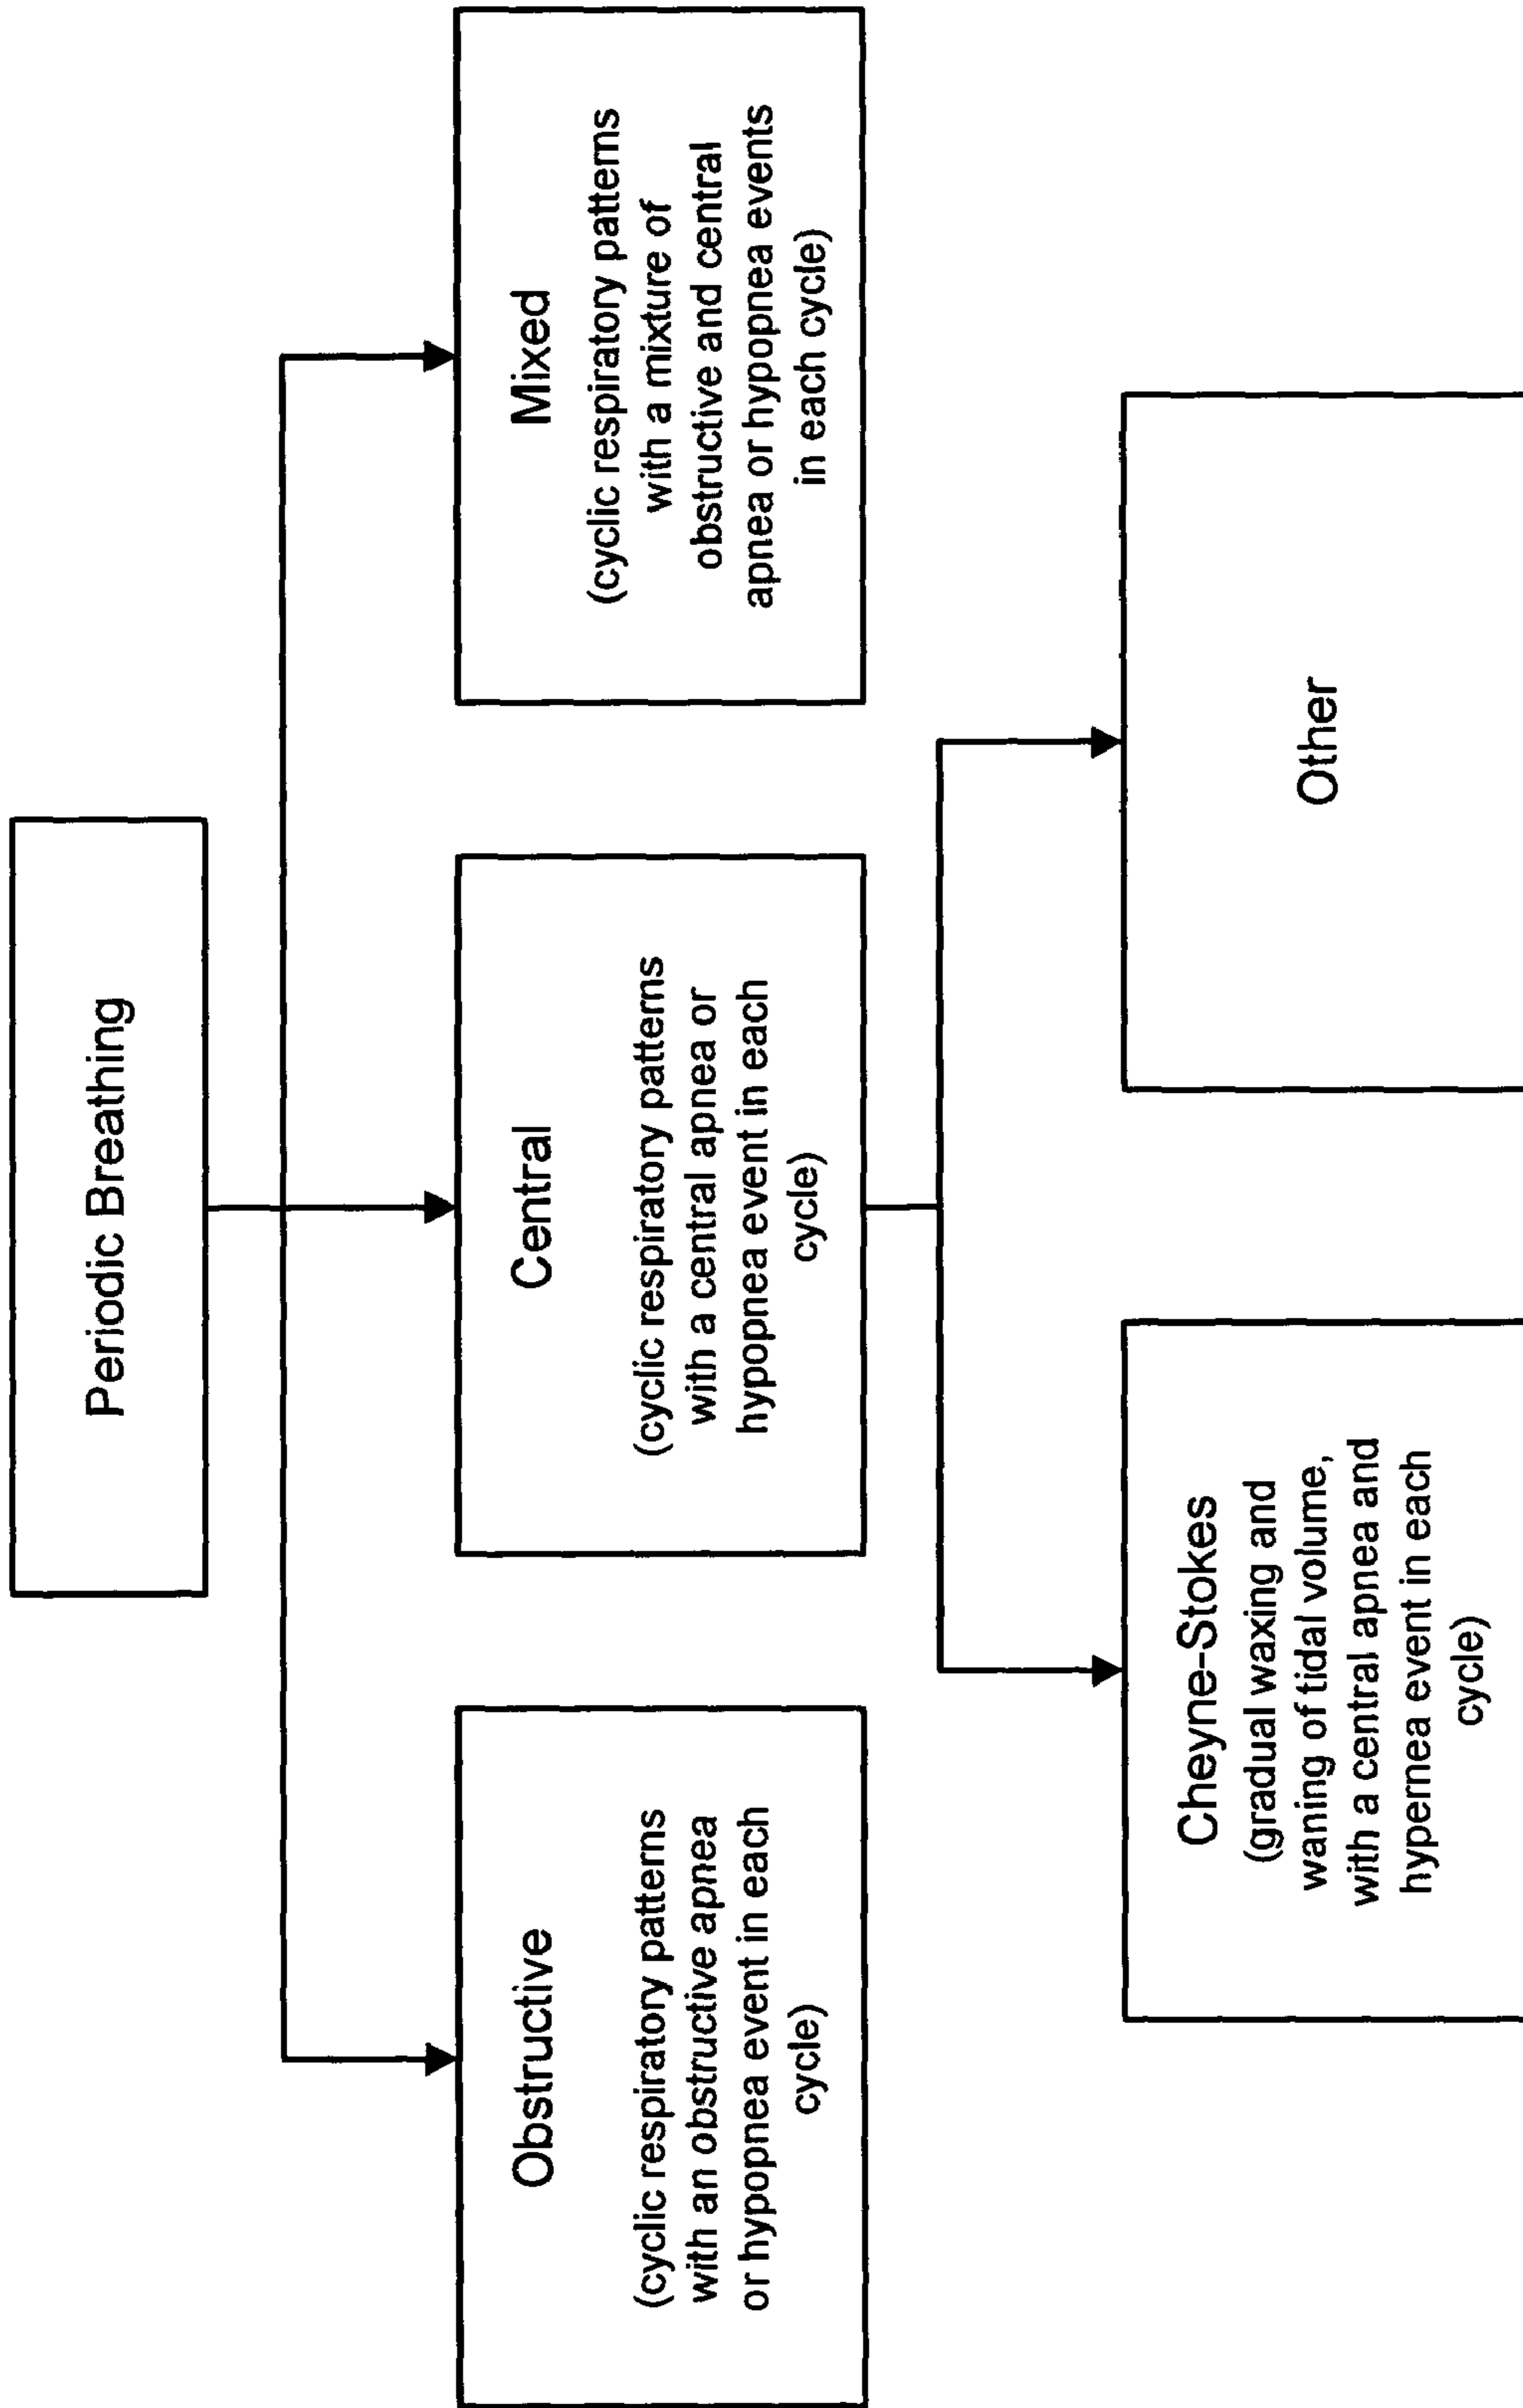 Periodic Breathing
Obstructive
(cyclic respiratory patterns
with an obstructive apnea
or hypopnea event in each
cycle)
Central
(cyclic respiratory patterns
with a central apnea or
hypopnea event in each
cycle)
Mixed
(cyclic respiratory patterns
with a mixture of
obstructive and central
apnea or hypopnea events
in each cycle)
Cheyne-Stokes
(gradual waxing and
waning of tidal volume,
with a central apnea and
hypernea event in each
cycle)
Other